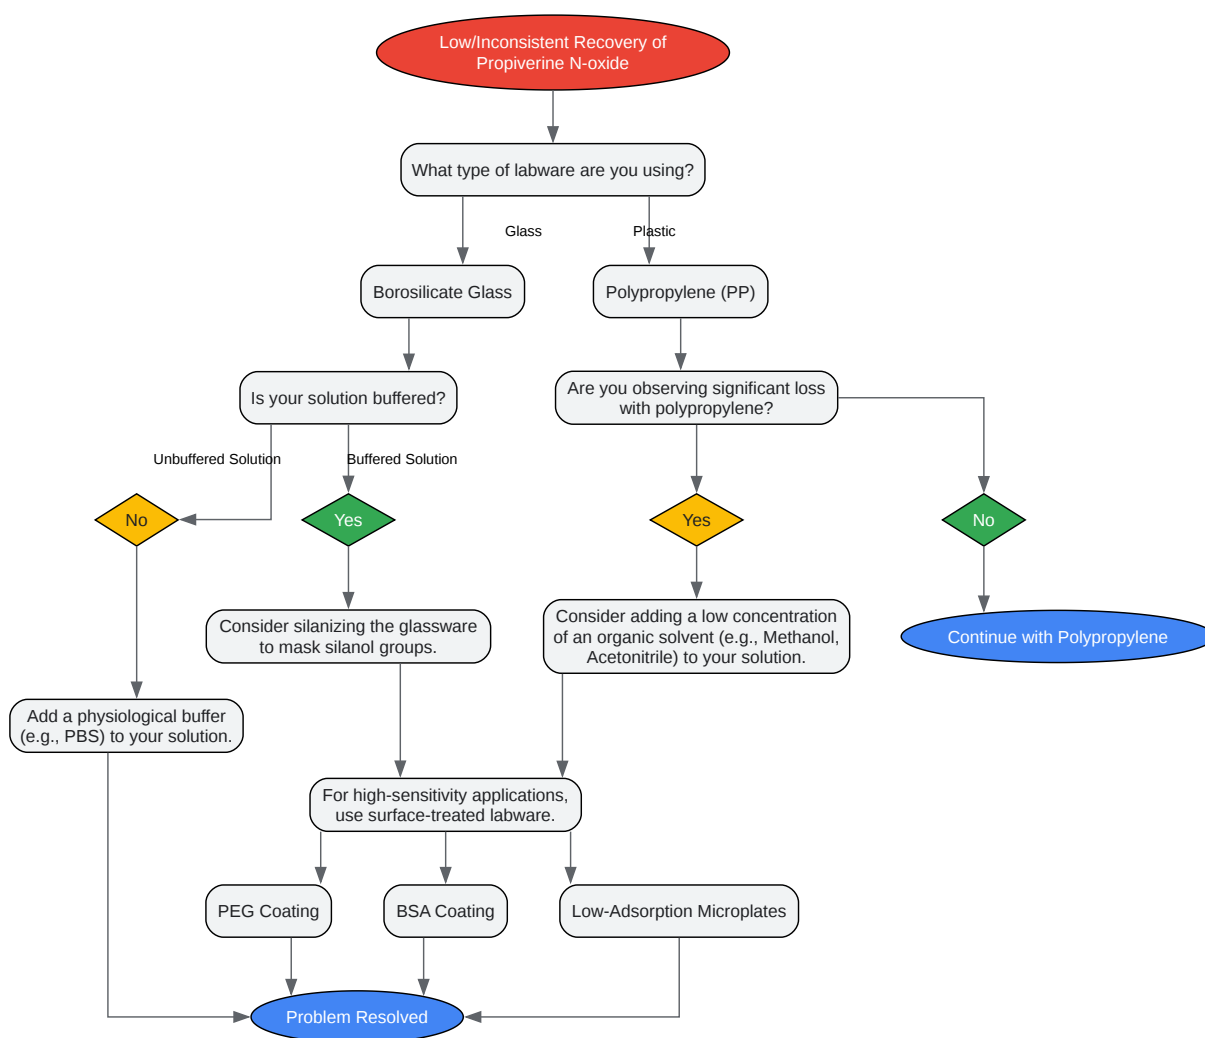 Low/Inconsistent Recovery of
Propiverine N-oxide
What type of labware are you using?
Glass
Plastic
Borosilicate Glass
Polypropylene (PP)
Is your solution buffered?
Are you observing significant loss
with polypropylene?
Unbuffered Solution
Buffered Solution
No
Yes
Yes
No
Consider silanizing the glassware
to mask silanol groups.
Consider adding a low concentration
of an organic solvent (e.g., Methanol,
Acetonitrile) to your solution.
Continue with Polypropylene
Add a physiological buffer
(e.g., PBS) to your solution.
For high-sensitivity applications,
use surface-treated labware.
PEG Coating
BSA Coating
Low-Adsorption Microplates
Problem Resolved